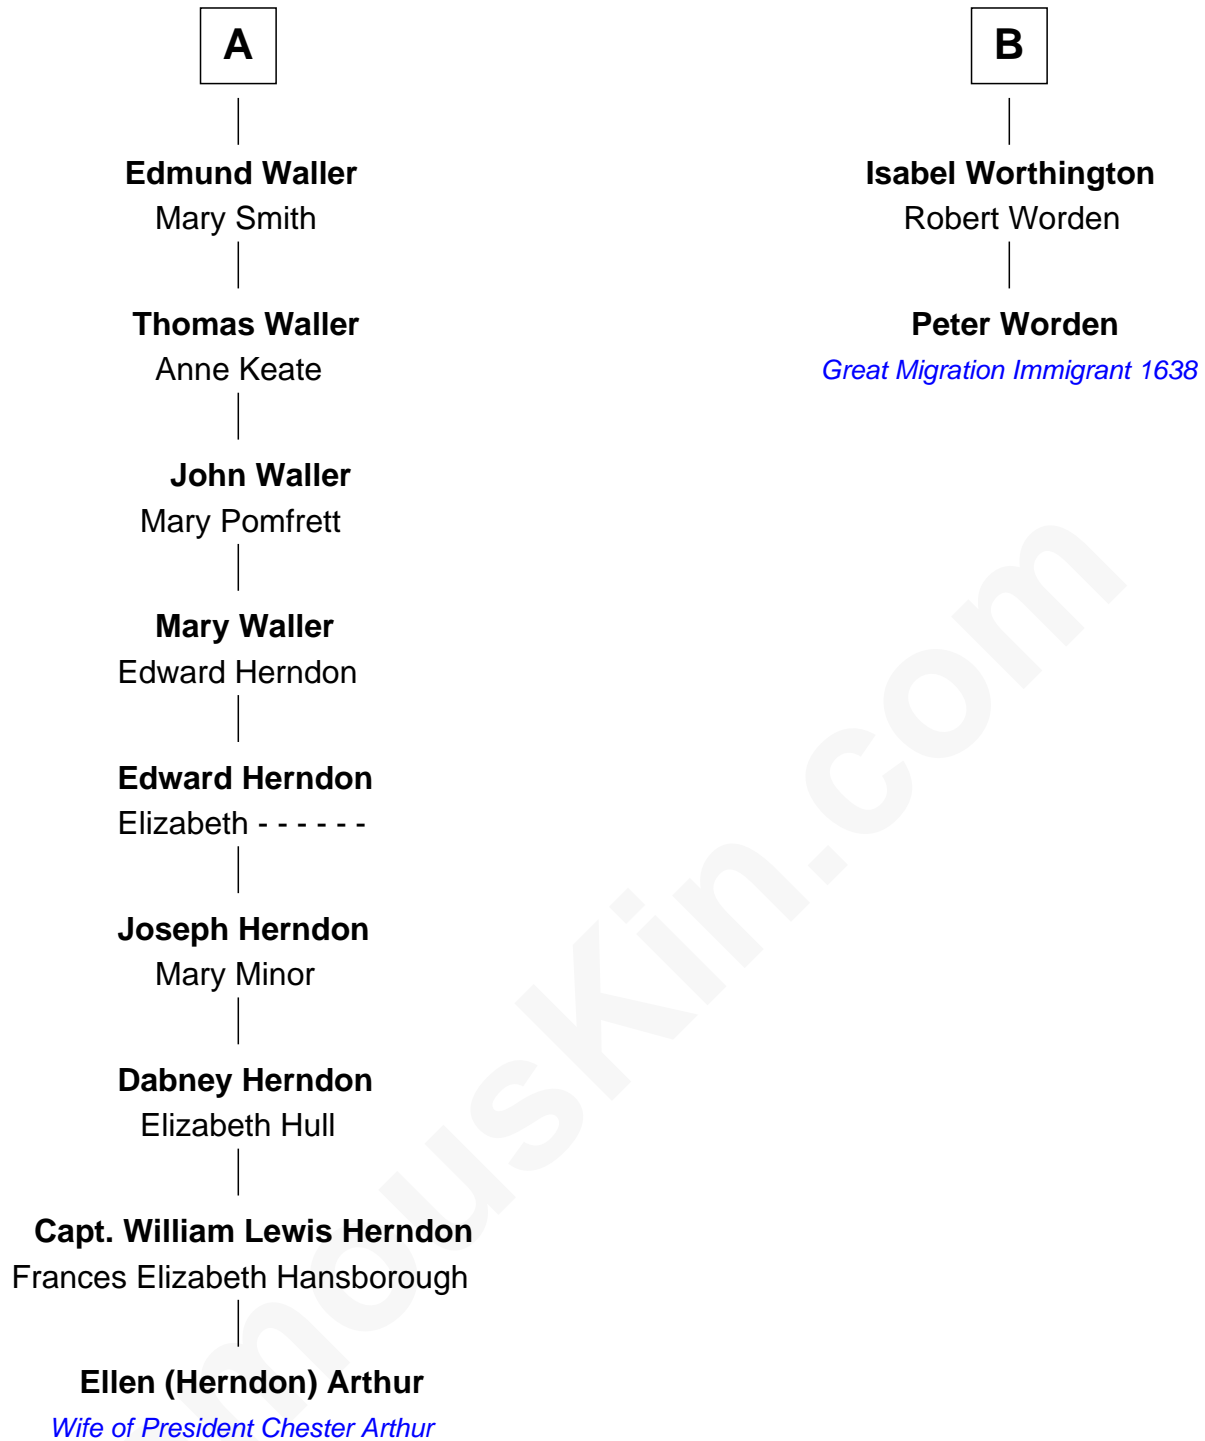 A
Edmund Waller
Mary Smith
Thomas Waller
Anne Keate
John Waller
Mary Pomfrett
Mary Waller
Edward Herndon
Edward Herndon
Elizabeth - - - - - -
Joseph Herndon
Mary Minor
Dabney Herndon
Elizabeth Hull
Capt. William Lewis Herndon
Frances Elizabeth Hansborough
Ellen (Herndon) Arthur
Wife of President Chester Arthur
B
Isabel Worthington
Robert Worden
Peter Worden
Great Migration Immigrant 1638
mouskin.com